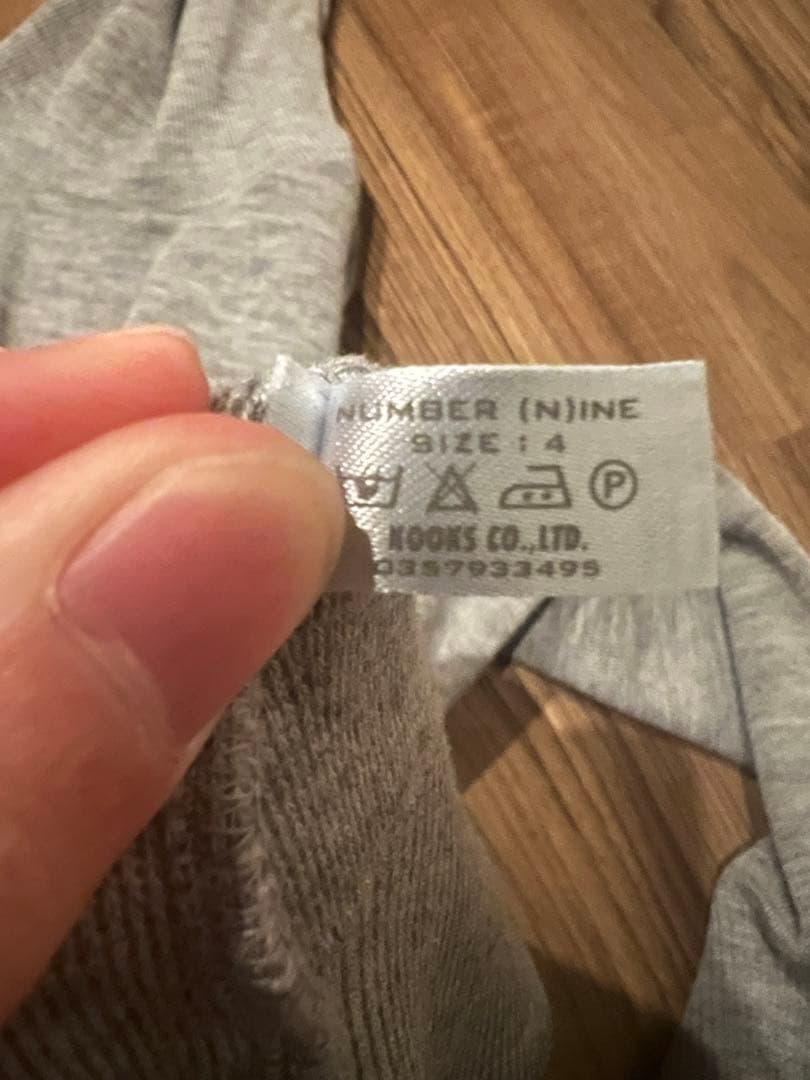 NUMBER (N)INE
SIZE : 4
P
KOOKS CO.,LTD.
0357933495